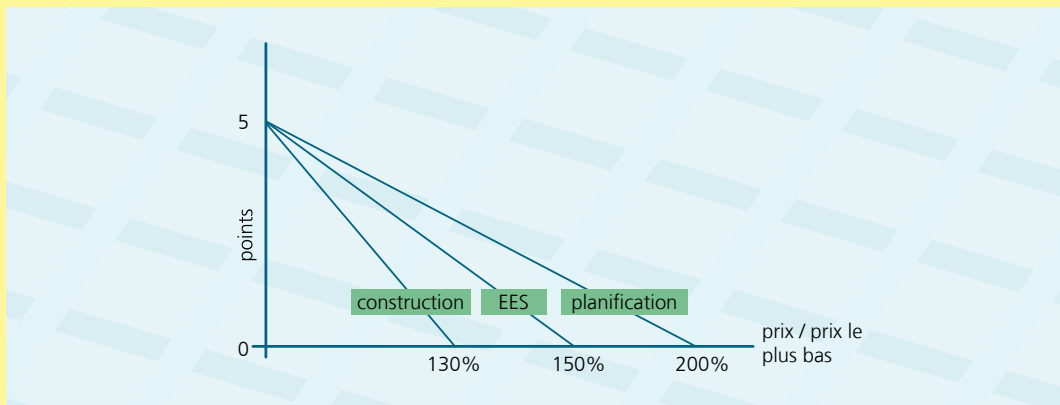 5
points
construction
EES
planification
0
130%
150%
200%
prix / prix le
plus bas